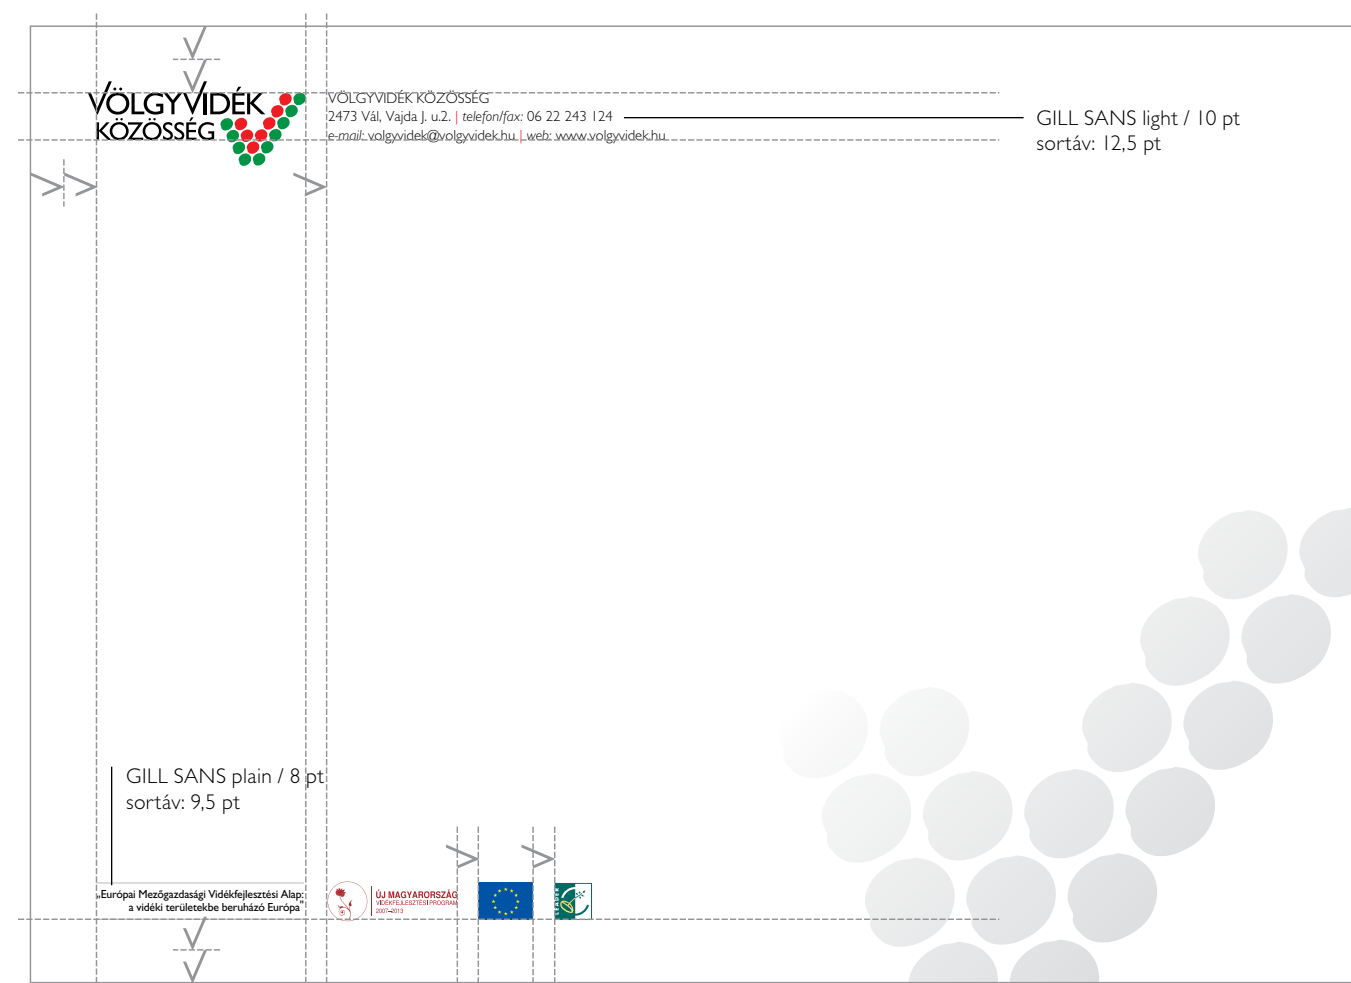 VÖLGYVIDÉK
KÖZÖSSÉG
VÖLGYVIDÉK KÖZÖSSÉG
2473 Vál, Vajda J. u.2. | telefon/fax: 06 22 243 124
e-mail: volgyvidek@volgyvidek.hu | web: www.volgyvidek.hu
GILL SANS light / 10 pt
sortáv: 12,5 pt
GILL SANS plain / 8 pt
sortáv: 9,5 pt
„Európai Mezőgazdasági Vidékfejlesztési Alap:
a vidéki területekbe beruházó Európa”
ÚJ MAGYARORSZÁG
VIDÉKFEJLESZTÉSI PROGRAM
2007–2013
LEADER